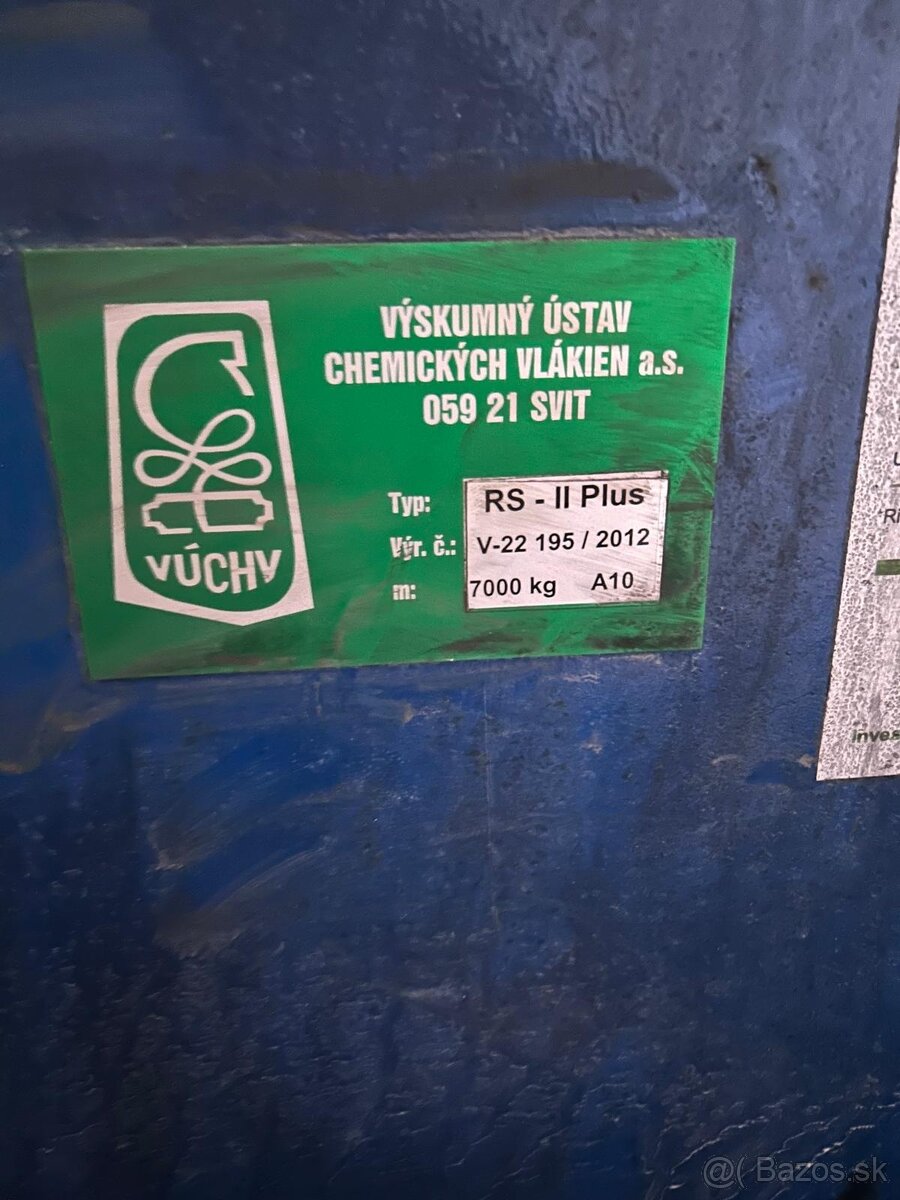 VÝSKUMNÝ ÚSTAV
CHEMICKÝCH VLÁKIEN a.s.
059 21 SVIT
VÚCHV
Typ: RS - II Plus
Výr. č.: V-22 195 / 2012
m: 7000 kg A10
@( Bazos.sk